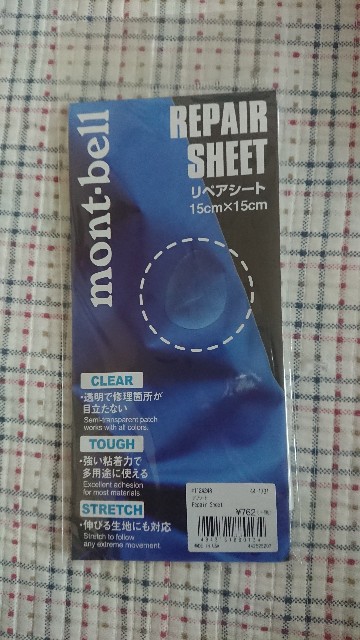 mont-bell
REPAIR
SHEET
リペアシート
15cm×15cm
CLEAR
・透明で修理箇所が
目立たない
Semi-transparent patch
works with all colors.
TOUGH
・強い粘着力で
多用途に使える
Excellent adhesion
for most materials
STRETCH
・伸びる生地にも対応
Stretch to follow
any extreme movement.
Repair Sheet
¥762
MADE IN USA